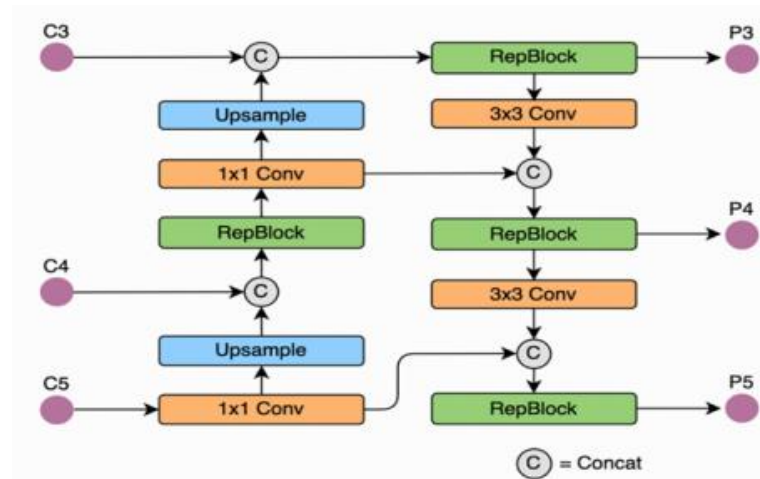 C3
C
RepBlock
P3
Upsample
3x3 Conv
1x1 Conv
C
RepBlock
RepBlock
P4
C4
C
3x3 Conv
Upsample
C
C5
1x1 Conv
RepBlock
P5
C = Concat